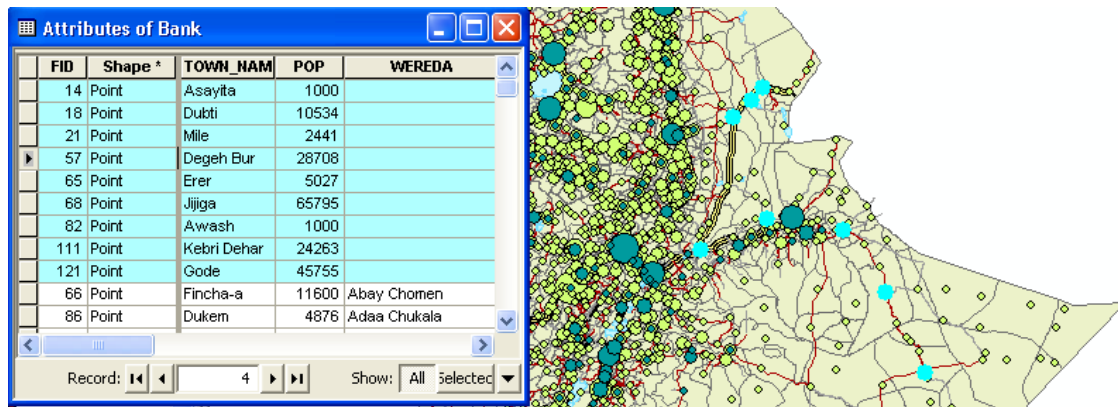 Attributes of Bank
FID Shape * TOWN_NAM POP WEREDA
14 Point Asayita 1000
18 Point Dubti 10534
21 Point Mile 2441
57 Point Degeh Bur 28708
65 Point Erer 5027
68 Point Jijiga 65795
82 Point Awash 1000
111 Point Kebri Dehar 24263
121 Point Gode 45755
66 Point Fincha-a 11600 Abay Chomen
86 Point Dukem 4876 Adaa Chukala
Record: 4 Show: All Selectec